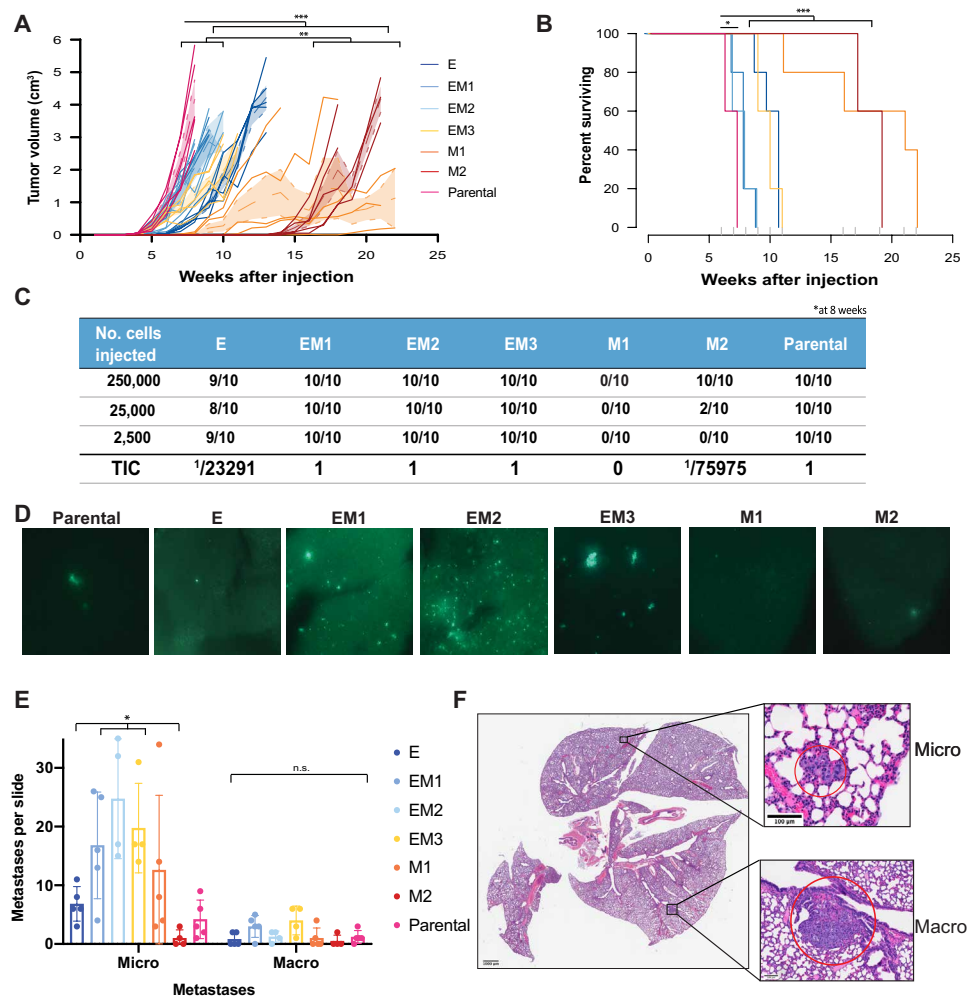 A
***
**
Tumor volume (cm³)
6
5
4
3
2
1
0
0 5 10 15 20 25
Weeks after injection
E
EM1
EM2
EM3
M1
M2
Parental
B
***
*
Percent surviving
100
80
60
40
20
0
0 5 10 15 20 25
Weeks after injection
C
*at 8 weeks
No. cells injected E EM1 EM2 EM3 M1 M2 Parental
250,000 9/10 10/10 10/10 10/10 0/10 10/10 10/10
25,000 8/10 10/10 10/10 10/10 0/10 2/10 10/10
2,500 9/10 10/10 10/10 10/10 0/10 0/10 10/10
TIC 1/23291 1 1 1 0 1/75975 1
D
Parental E EM1 EM2 EM3 M1 M2
E
*
n.s.
Metastases per slide
30
20
10
0
Micro Macro
Metastases
E
EM1
EM2
EM3
M1
M2
Parental
F
Micro
100 µm
Macro